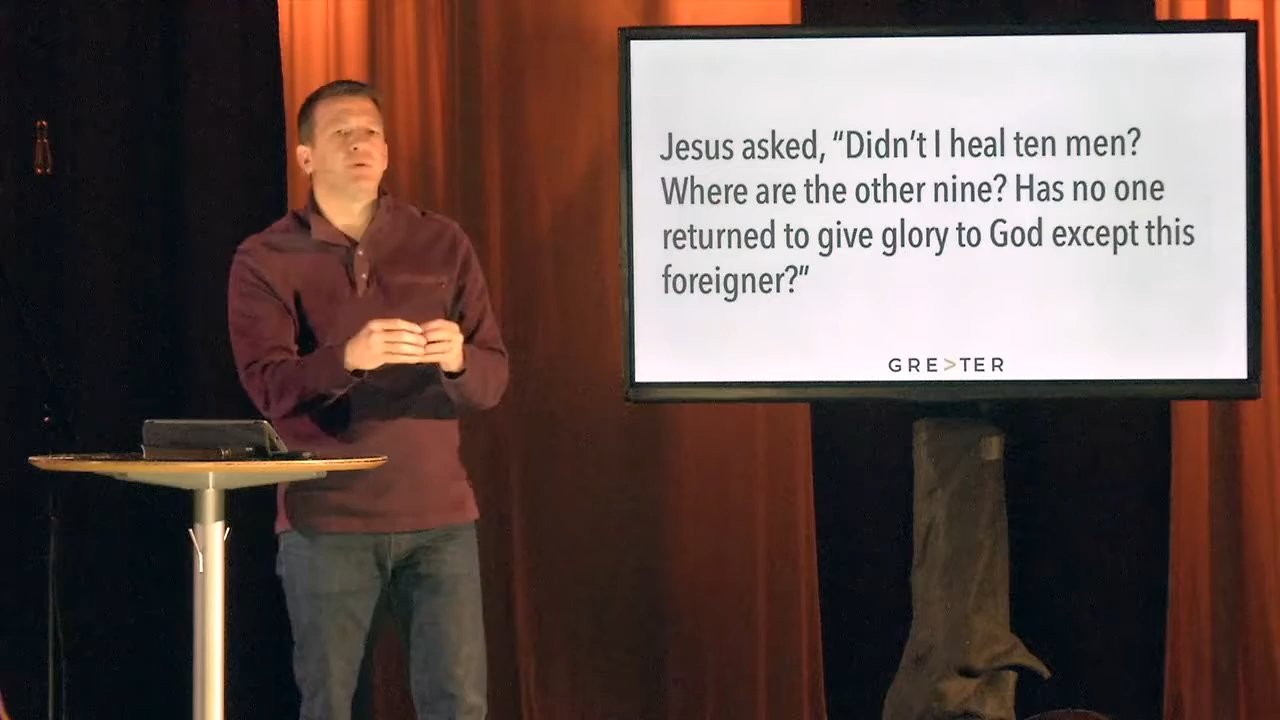 Jesus asked, “Didn’t I heal ten men?
Where are the other nine? Has no one
returned to give glory to God except this
foreigner?”
GRE>TER